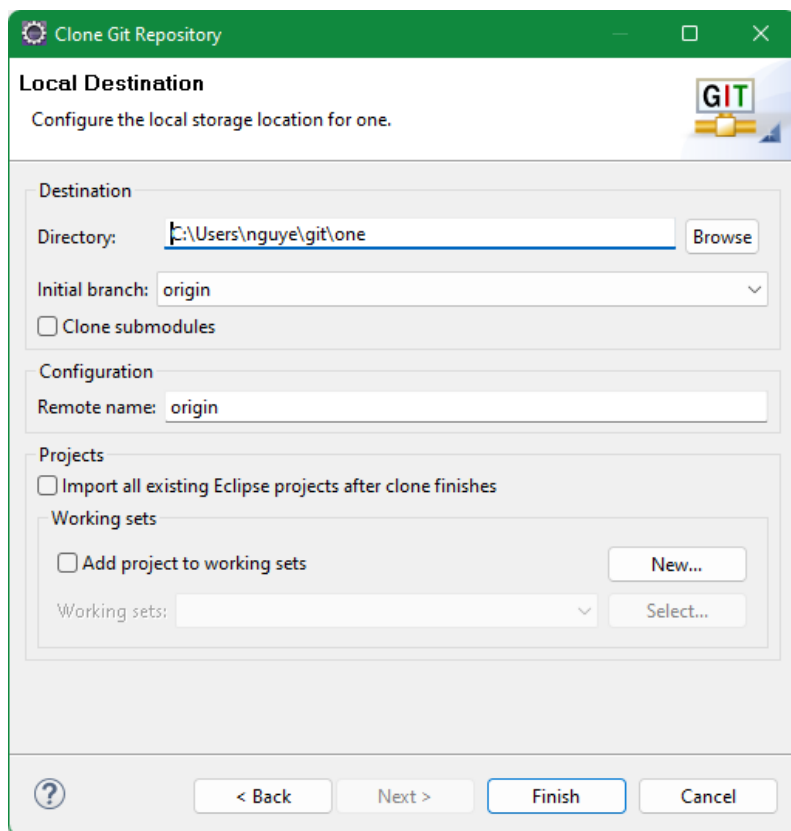 Clone Git Repository
Local Destination
Configure the local storage location for one.
GIT
Destination
Directory: C:\Users\nguye\git\one Browse
Initial branch: origin
Clone submodules
Configuration
Remote name: origin
Projects
Import all existing Eclipse projects after clone finishes
Working sets
Add project to working sets New...
Working sets: Select...
? < Back Next > Finish Cancel